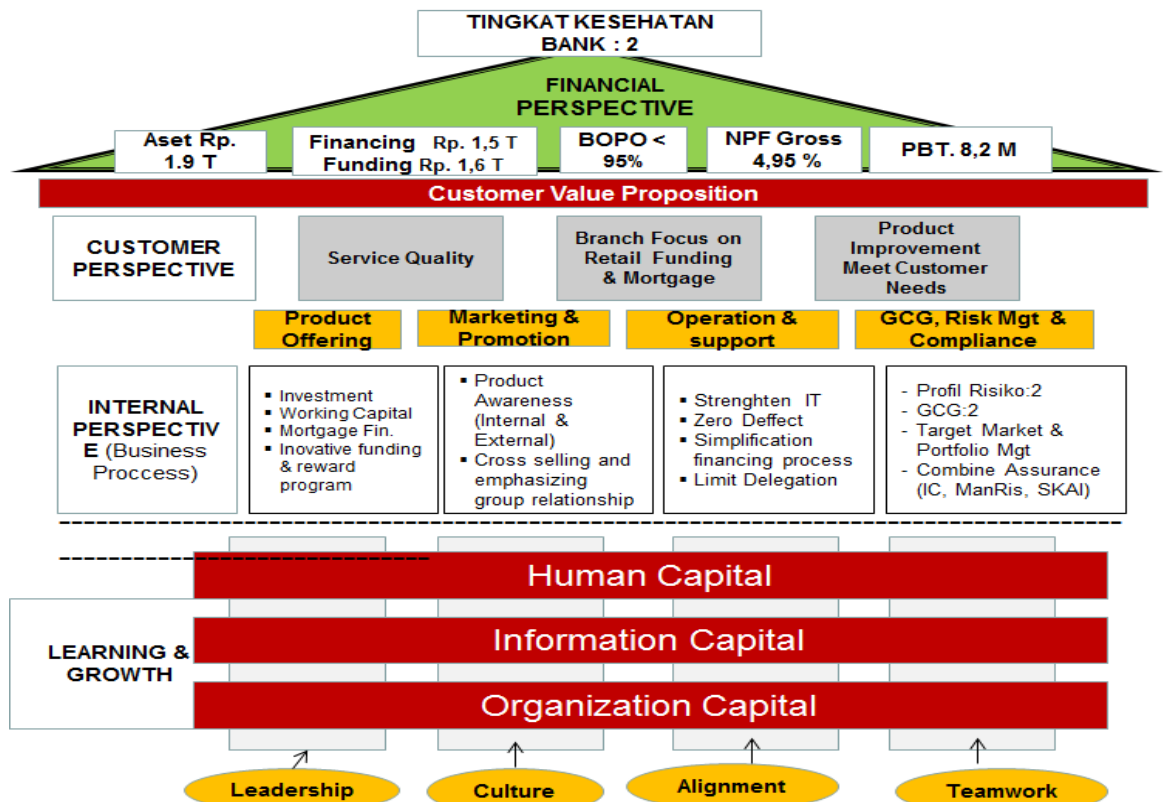 TINGKAT KESEHATAN
BANK : 2
FINANCIAL
PERSPECTIVE
Aset Rp.
1.9 T
Financing Rp. 1,5 T
Funding Rp. 1,6 T
BOPO <
95%
NPF Gross
4,95 %
PBT. 8,2 M
Customer Value Proposition
CUSTOMER
PERSPECTIVE
Service Quality
Branch Focus on
Retail Funding
& Mortgage
Product
Improvement
Meet Customer
Needs
Product
Offering
Marketing &
Promotion
Operation &
support
GCG, Risk Mgt &
Compliance
INTERNAL
PERSPECTIV
E (Business
Proccess)
▪ Investment
▪ Working Capital
▪ Mortgage Fin.
▪ Inovative funding
& reward
program
▪ Product
Awareness
(Internal &
External)
▪ Cross selling and
emphasizing
group relationship
▪ Strenghten IT
▪ Zero Deffect
▪ Simplification
financing process
▪ Limit Delegation
- Profil Risiko:2
- GCG:2
- Target Market &
Portfolio Mgt
- Combine Assurance
(IC, ManRis, SKAI)
LEARNING &
GROWTH
Human Capital
Information Capital
Organization Capital
Leadership
Culture
Alignment
Teamwork